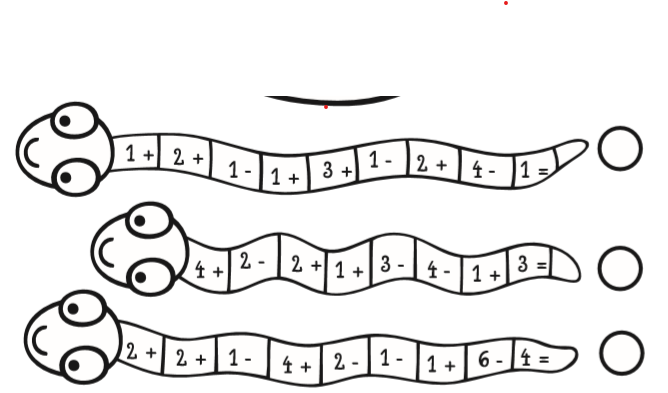 1 + 2 + 1 - 1 + 3 + 1 - 2 + 4 - 1 =
4 + 2 - 2 + 1 + 3 - 4 - 1 + 3 =
2 + 2 + 1 - 4 + 2 - 1 - 1 + 6 - 4 =